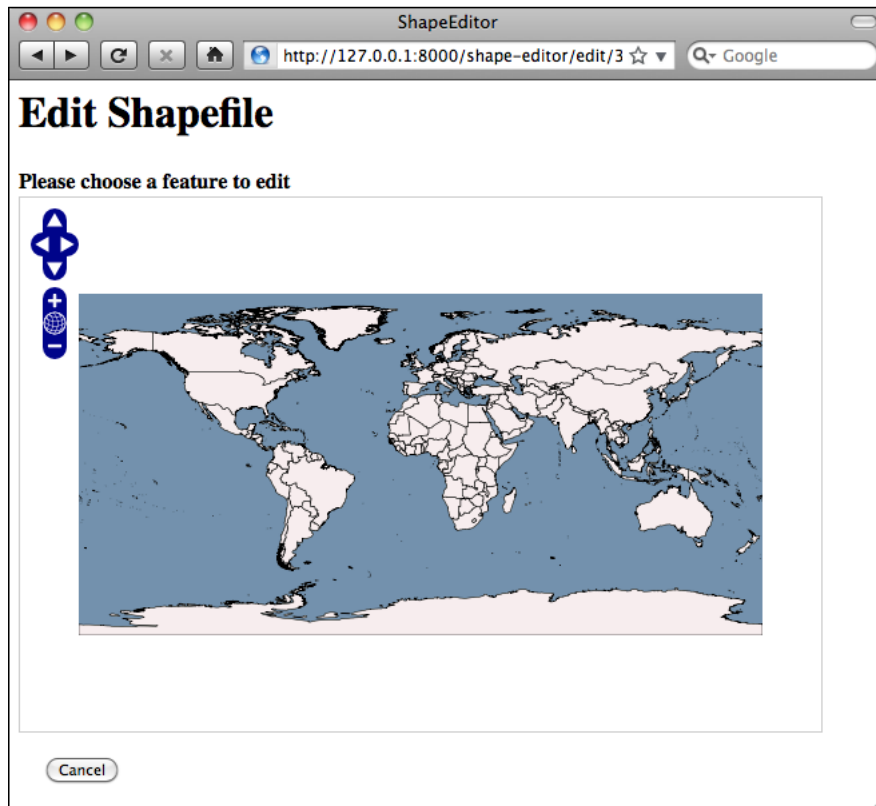 ShapeEditor
http://127.0.0.1:8000/shape-editor/edit/3
Google
Edit Shapefile
Please choose a feature to edit
Cancel